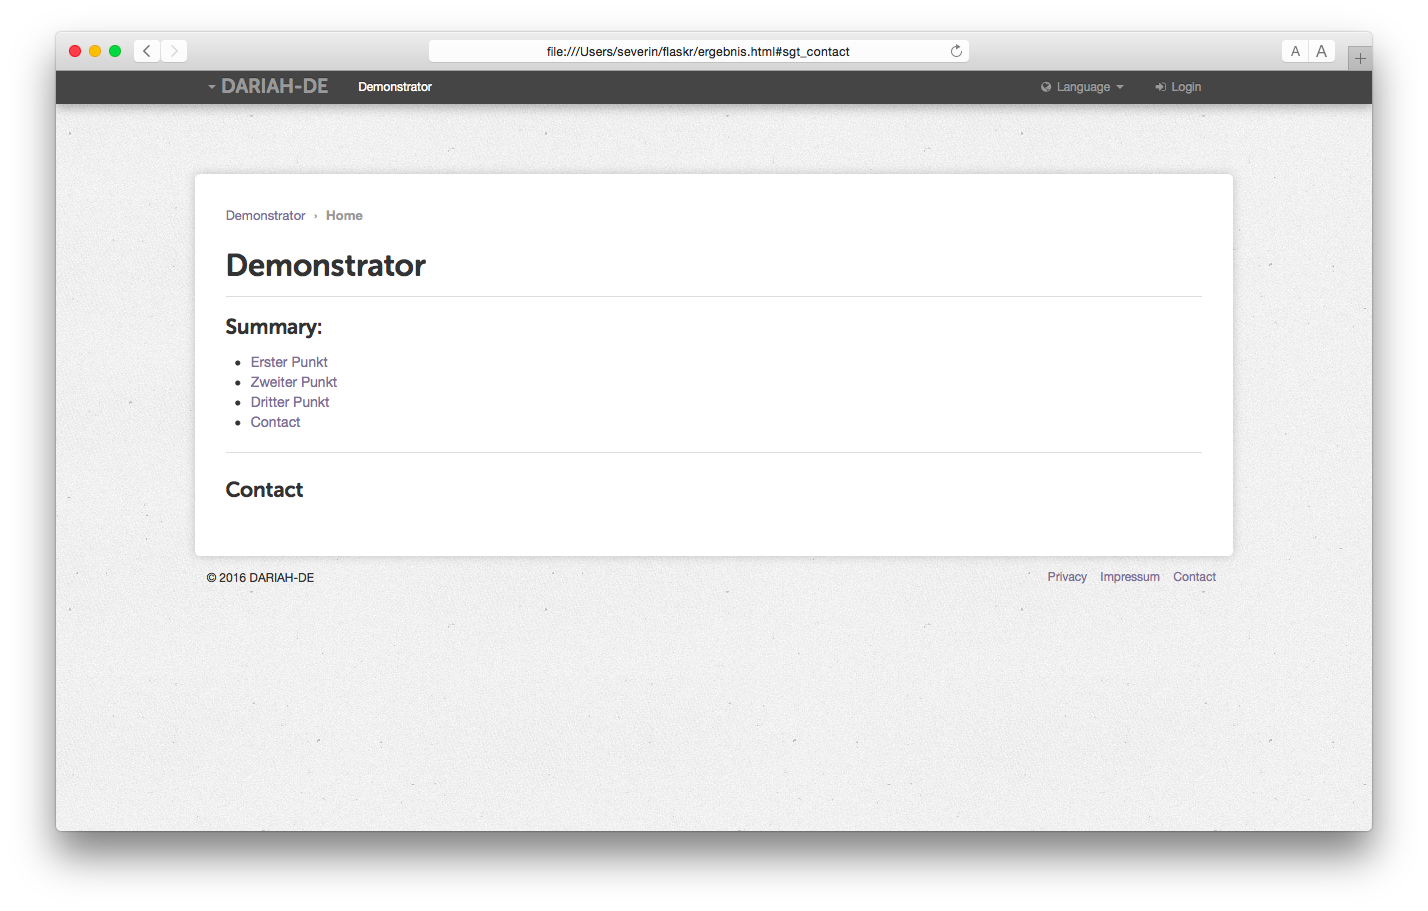 file:///Users/severin/flaskr/ergebnis.html#sgt_contact
A A
DARIAH-DE Demonstrator Language Login
Demonstrator › Home
Demonstrator
Summary:
• Erster Punkt
• Zweiter Punkt
• Dritter Punkt
• Contact
Contact
© 2016 DARIAH-DE Privacy Impressum Contact